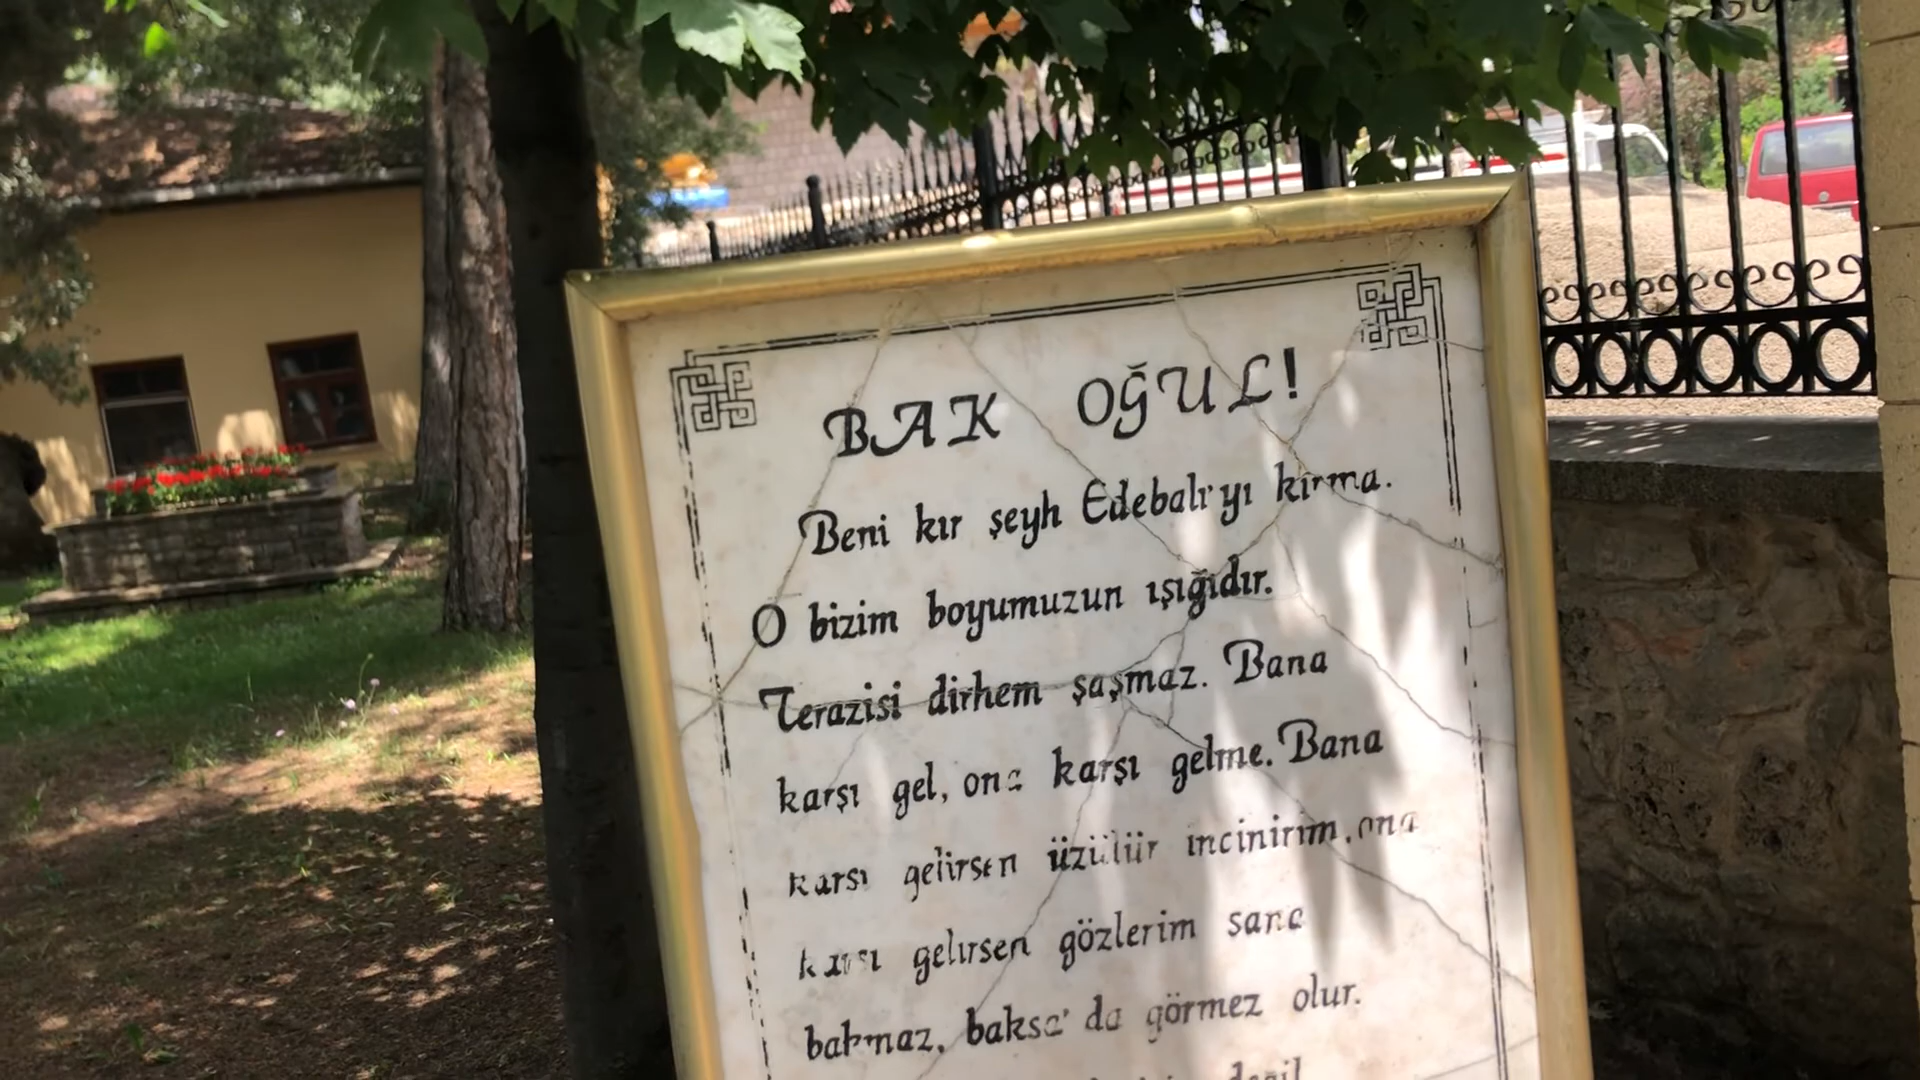 BAK OĞUL!
Beni kır şeyh Edebalı'yı kırma.
O bizim boyumuzun ışığıdır.
Terazisi dirhem şaşmaz. Bana
karşı gel, ona karşı gelme. Bana
karşı gelirsen üzülür incinirim, ona
karşı gelirsen gözlerim sana
bakmaz, baksa' da görmez olur.
değil